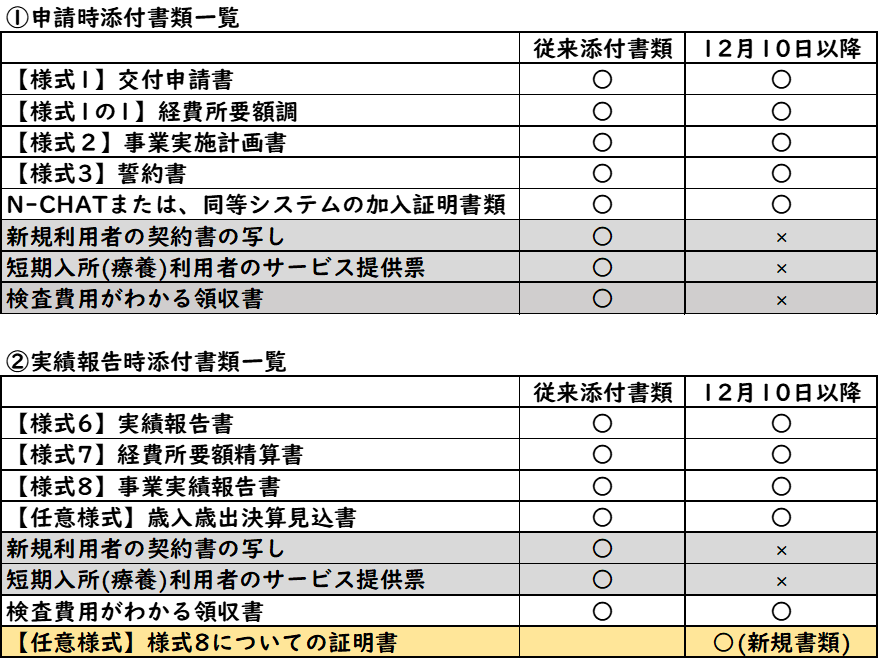 ①申請時添付書類一覧
従来添付書類 12月10日以降
【様式1】交付申請書 〇 〇
【様式1の1】経費所要額調 〇 〇
【様式2】事業実施計画書 〇 〇
【様式3】誓約書 〇 〇
N-CHATまたは、同等システムの加入証明書類 〇 〇
新規利用者の契約書の写し 〇 ×
短期入所(療養)利用者のサービス提供票 〇 ×
検査費用がわかる領収書 〇 ×
②実績報告時添付書類一覧
従来添付書類 12月10日以降
【様式6】実績報告書 〇 〇
【様式7】経費所要額精算書 〇 〇
【様式8】事業実績報告書 〇 〇
【任意様式】歳入歳出決算見込書 〇 〇
新規利用者の契約書の写し 〇 ×
短期入所(療養)利用者のサービス提供票 〇 ×
検査費用がわかる領収書 〇 〇
【任意様式】様式8についての証明書 〇(新規書類)